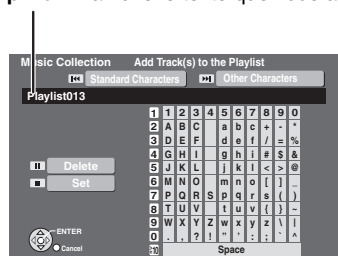 Music Collection Add Track(s) to the Playlist
Standard Characters Other Characters
Playlist013
1 1 2 3 4 5 6 7 8 9 0
2 A B C a b c + - *
3 D E F d e f / = %
4 G H I g h i # $ &
Delete 5 J K L j k l < > @
Set 6 M N O m n o [ ] _
7 P Q R S p q r s ( )
8 T U V t u v { } ~
ENTER 9 W X Y Z w x y z \ |
0 . , ? ! " ' : ; ` ^
Cancel Space